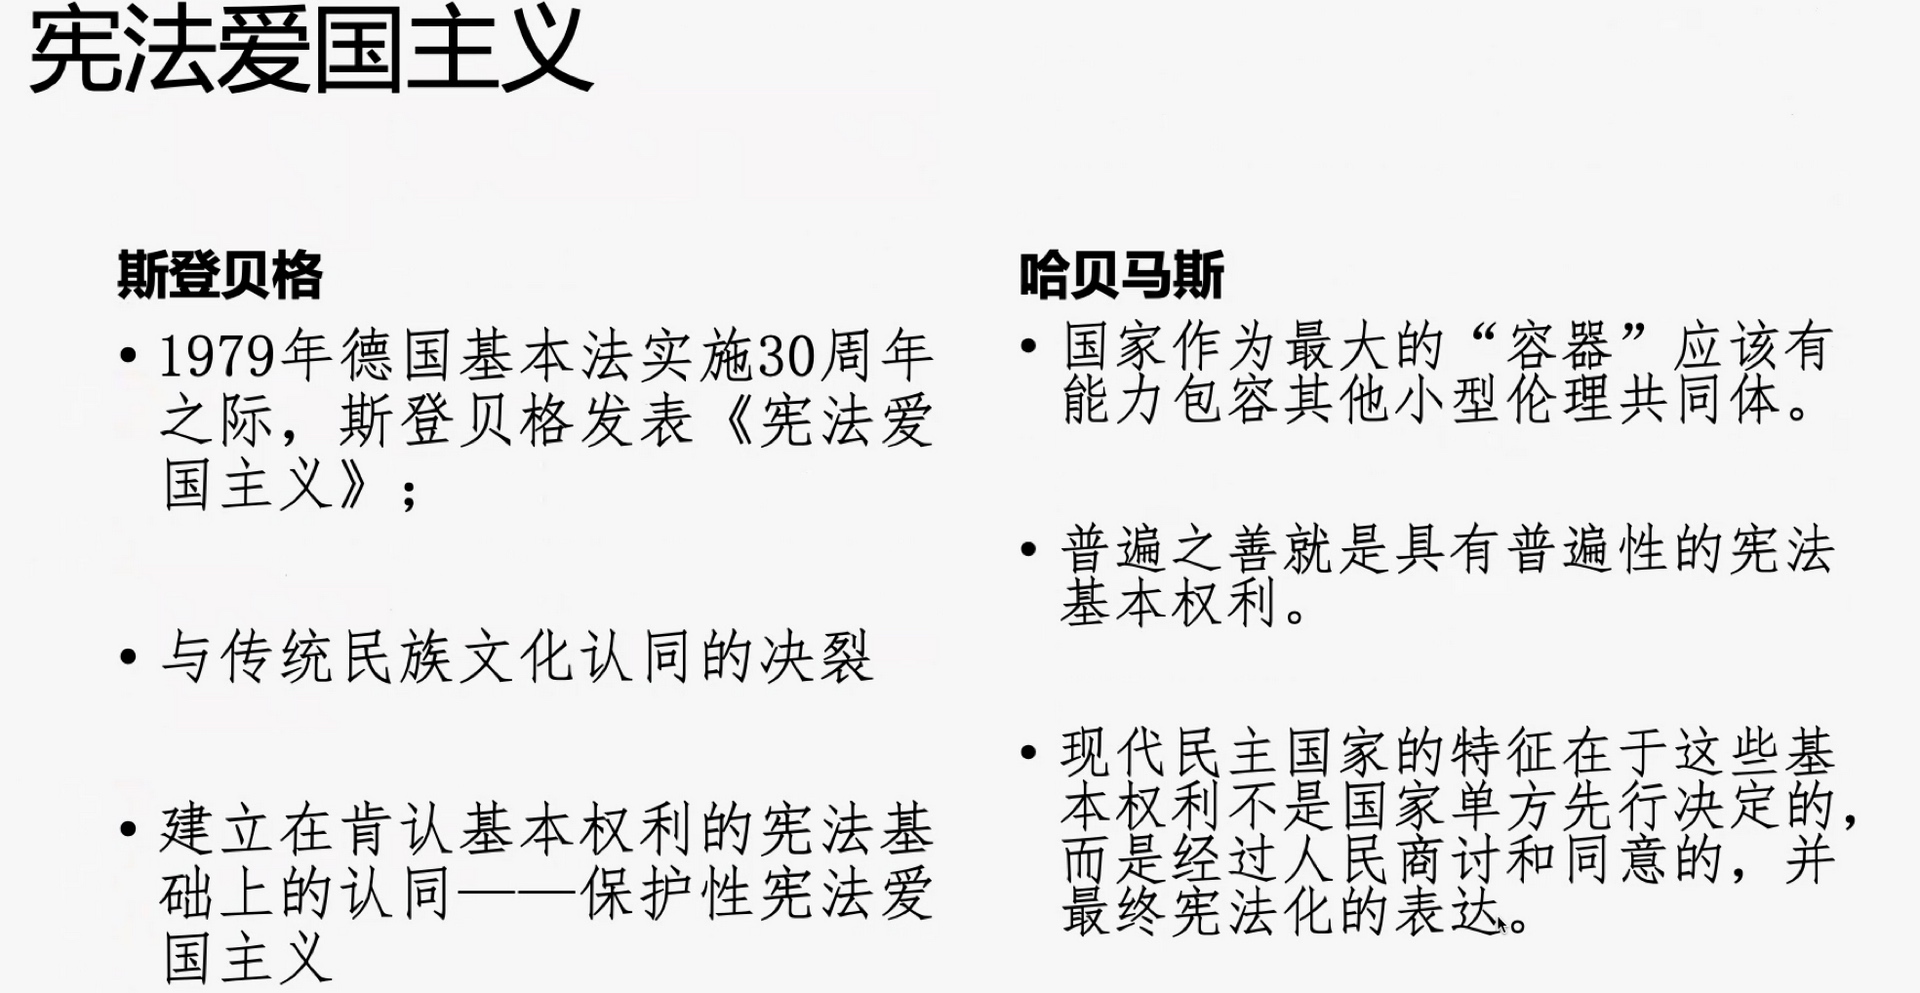 宪法爱国主义
斯登贝格
• 1979年德国基本法实施30周年
之际，斯登贝格发表《宪法爱
国主义》；
• 与传统民族文化认同的决裂
• 建立在肯认基本权利的宪法基
础上的认同——保护性宪法爱
国主义
哈贝马斯
• 国家作为最大的“容器”应该有
能力包容其他小型伦理共同体。
• 普遍之善就是具有普遍性的宪法
基本权利。
• 现代民主国家的特征在于这些基
本权利不是国家单方先行决定的，
而是经过人民商讨和同意的，并
最终宪法化的表达。